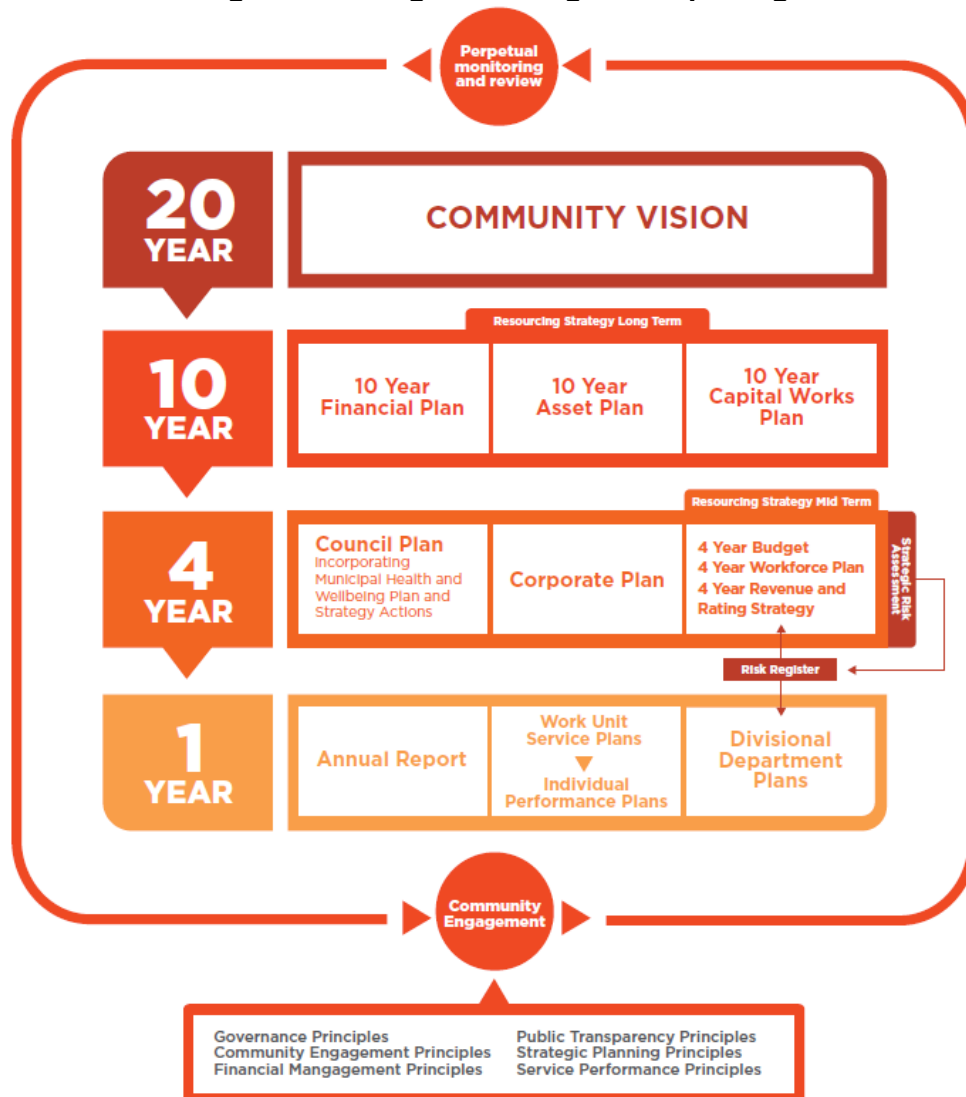 Perpetual
monitoring
and review
20
YEAR
COMMUNITY VISION
Resourcing Strategy Long Term
10
YEAR
10 Year
Financial Plan
10 Year
Asset Plan
10 Year
Capital Works
Plan
Resourcing Strategy Mid Term
4
YEAR
Council Plan
Incorporating
Municipal Health and
Wellbeing Plan and
Strategy Actions
Corporate Plan
4 Year Budget
4 Year Workforce Plan
4 Year Revenue and
Rating Strategy
Strategic Risk
Assessment
Risk Register
1
YEAR
Annual Report
Work Unit
Service Plans
Individual
Performance Plans
Divisional
Department
Plans
Community
Engagement
Governance Principles
Community Engagement Principles
Financial Mangagement Principles
Public Transparency Principles
Strategic Planning Principles
Service Performance Principles